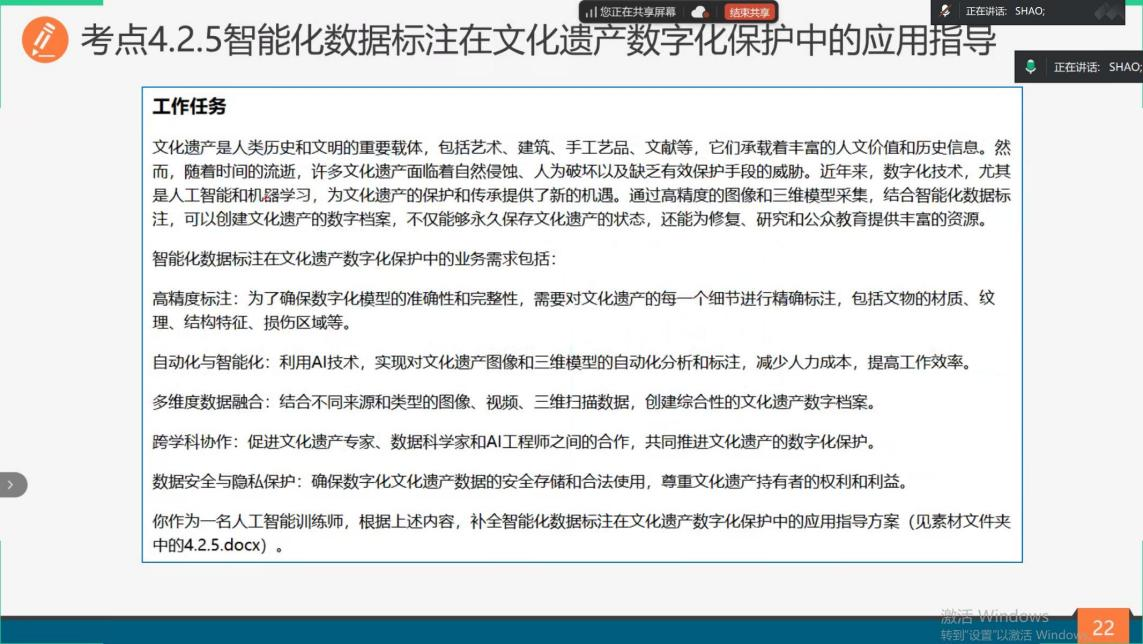 您正在共享屏幕 结束共享
正在讲话: SHAO;
考点4.2.5智能化数据标注在文化遗产数字化保护中的应用指导
正在讲话: SHAO;
工作任务
文化遗产是人类历史和文明的重要载体，包括艺术、建筑、手工艺品、文献等，它们承载着丰富的人文价值和历史信息。然
而，随着时间的流逝，许多文化遗产面临着自然侵蚀、人为破坏以及缺乏有效保护手段的威胁。近年来，数字化技术，尤其
是人工智能和机器学习，为文化遗产的保护和传承提供了新的机遇。通过高精度的图像和三维模型采集，结合智能化数据标
注，可以创建文化遗产的数字档案，不仅能够永久保存文化遗产的状态，还能为修复、研究和公众教育提供丰富的资源。
智能化数据标注在文化遗产数字化保护中的业务需求包括：
高精度标注：为了确保数字化模型的准确性和完整性，需要对文化遗产的每一个细节进行精确标注，包括文物的材质、纹
理、结构特征、损伤区域等。
自动化与智能化：利用AI技术，实现对文化遗产图像和三维模型的自动化分析和标注，减少人力成本，提高工作效率。
多维度数据融合：结合不同来源和类型的图像、视频、三维扫描数据，创建综合性的文化遗产数字档案。
跨学科协作：促进文化遗产专家、数据科学家和AI工程师之间的合作，共同推进文化遗产的数字化保护。
数据安全与隐私保护：确保数字化文化遗产数据的安全存储和合法使用，尊重文化遗产持有者的权利和利益。
你作为一名人工智能训练师，根据上述内容，补全智能化数据标注在文化遗产数字化保护中的应用指导方案（见素材文件夹
中的4.2.5.docx）。
激活 Windows
转到"设置"以激活 Windows
22